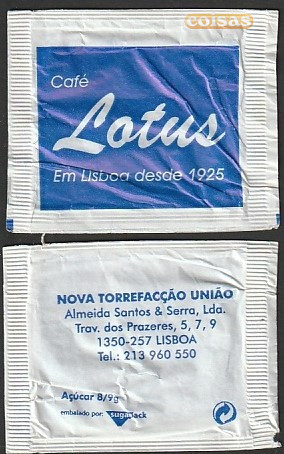 coisas
Café
Lotus
Em Lisboa desde 1925
NOVA TORREFACÇÃO UNIÃO
Almeida Santos & Serra, Lda.
Trav. dos Prazeres, 5, 7, 9
1350-257 LISBOA
Tel.: 213 960 550
Açúcar 8/9g
embalado por: sugarpack